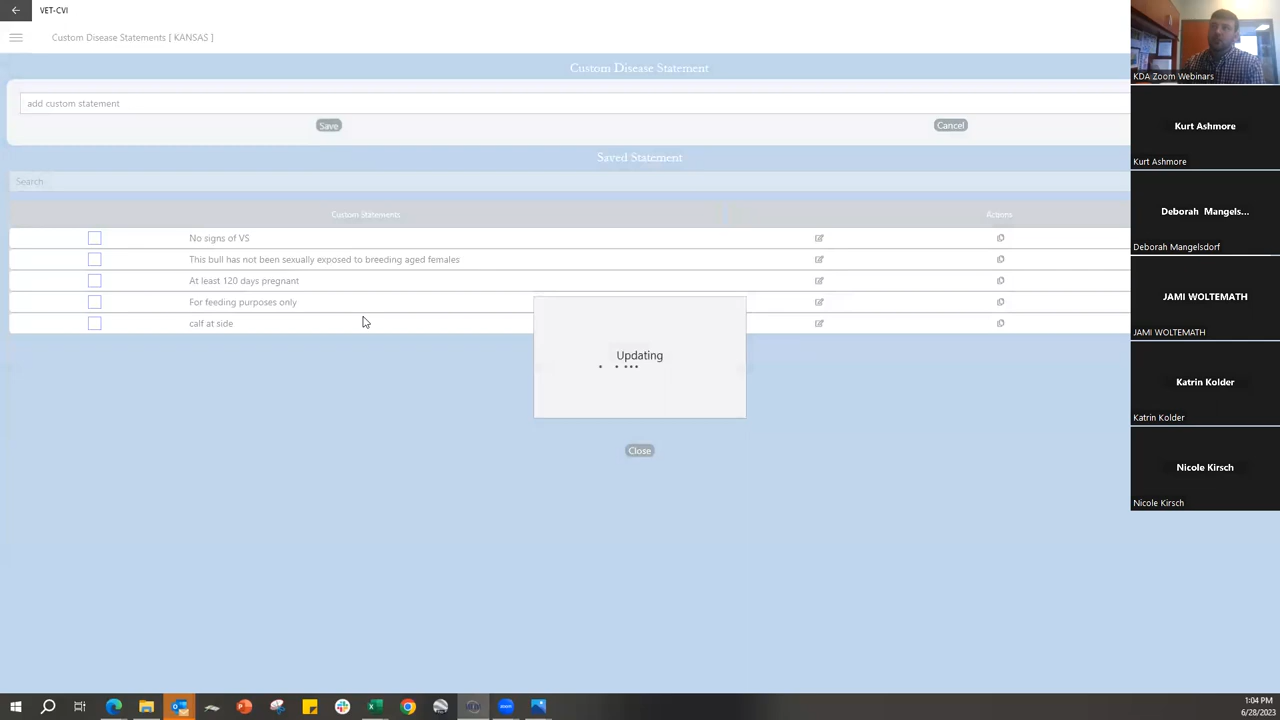 VET-CVI
Custom Disease Statements [ KANSAS ]
Custom Disease Statement
add custom statement
Save
Cancel
Saved Statement
Search
Custom Statements
Actions
No signs of VS
This bull has not been sexually exposed to breeding aged females
At least 120 days pregnant
For feeding purposes only
calf at side
Updating
Close
KDA Zoom Webinars
Kurt Ashmore
Kurt Ashmore
Deborah Mangels...
Deborah Mangelsdorf
JAMI WOLTEMATH
JAMI WOLTEMATH
Katrin Kolder
Katrin Kolder
Nicole Kirsch
Nicole Kirsch
1:04 PM
6/28/2023